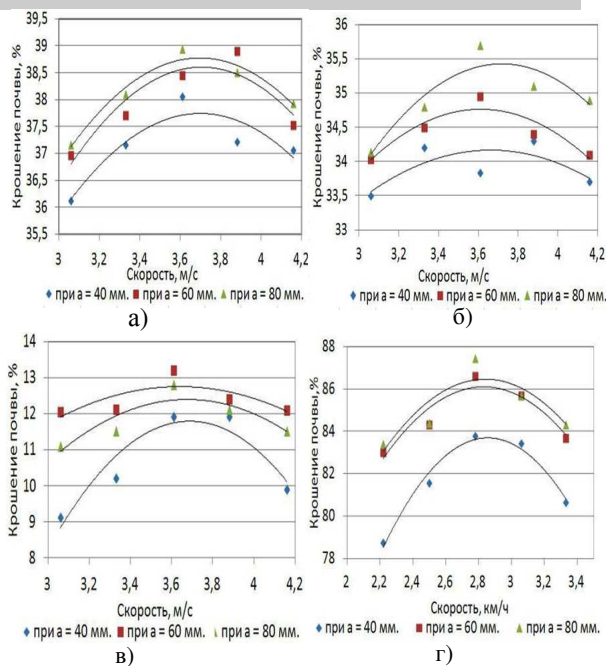 39,5
39
38,5
38
37,5
37
36,5
36
35,5
Крошение почвы, %
3 3,2 3,4 3,6 3,8 4 4,2
Скорость, м/с
при а = 40 мм. при а = 60 мм. при а = 80 мм.
а)
36
35,5
35
34,5
34
33,5
33
Крошение почвы, %
3 3,2 3,4 3,6 3,8 4 4,2
Скорость, м/с
при а = 40 мм. при а = 60 мм. при а = 80 мм.
б)
14
13
12
11
10
9
8
Крошение почвы, %
3 3,2 3,4 3,6 3,8 4 4,2
Скорость, м/с
при а = 40 мм. при а = 60 мм. при а = 80 мм.
в)
88
86
84
82
80
78
Крошение почвы, %
2 2,2 2,4 2,6 2,8 3 3,2 3,4
Скорость, км/ч
при а = 40 мм. при а = 60 мм. при а = 80 мм.
г)